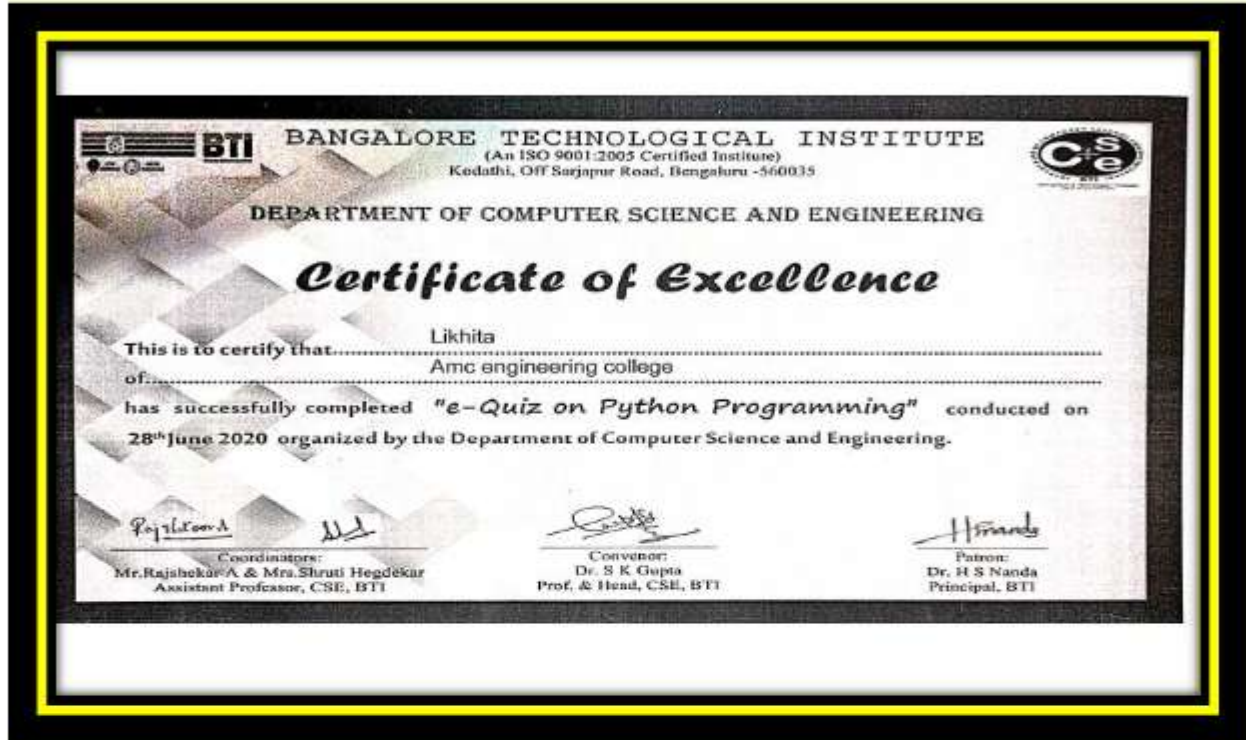 BTI
BANGALORE TECHNOLOGICAL INSTITUTE
(An ISO 9001:2005 Certified Institute)
Kodathi, Off Sarjapur Road, Bengaluru -560035
C+Se
DEPARTMENT OF COMPUTER SCIENCE AND ENGINEERING
Certificate of Excellence
Likhita
This is to certify that
Amc engineering college
of
has successfully completed "e-Quiz on Python Programming" conducted on
28th June 2020 organized by the Department of Computer Science and Engineering.
Coordinators:
Mr.Rajshekar A & Mrs.Shruti Hegdekar
Assistant Professor, CSE, BTI
Convenor:
Dr. S K Gupta
Prof. & Head, CSE, BTI
HSNanda
Patron:
Dr. H S Nanda
Principal, BTI